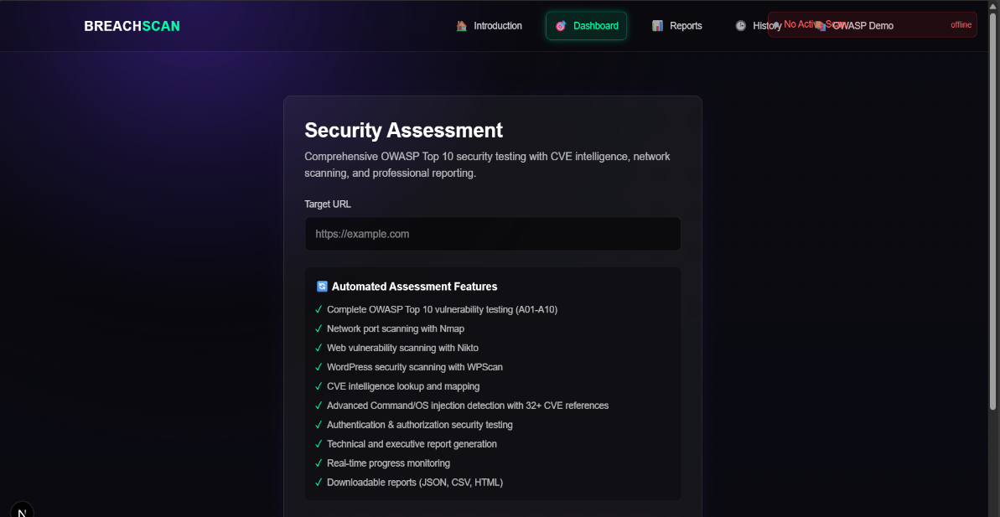 BREACHSCAN
Introduction
Dashboard
Reports
History
No Active Scan
OWASP Demo
offline
Security Assessment
Comprehensive OWASP Top 10 security testing with CVE intelligence, network
scanning, and professional reporting.
Target URL
https://example.com
Automated Assessment Features
✓ Complete OWASP Top 10 vulnerability testing (A01-A10)
✓ Network port scanning with Nmap
✓ Web vulnerability scanning with Nikto
✓ WordPress security scanning with WPScan
✓ CVE intelligence lookup and mapping
✓ Advanced Command/OS injection detection with 32+ CVE references
✓ Authentication & authorization security testing
✓ Technical and executive report generation
✓ Real-time progress monitoring
✓ Downloadable reports (JSON, CSV, HTML)
N